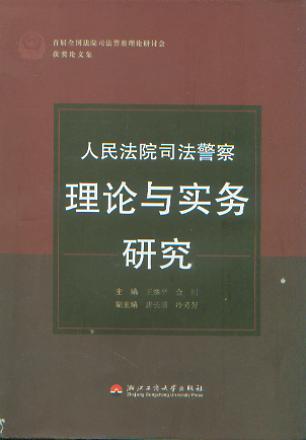 首届全国法院司法警察理论研讨会
获奖论文集
人民法院司法警察
理论与实务
研究
主编
副主编
浙江工商大学出版社
Zhejiang Gongshang University Press